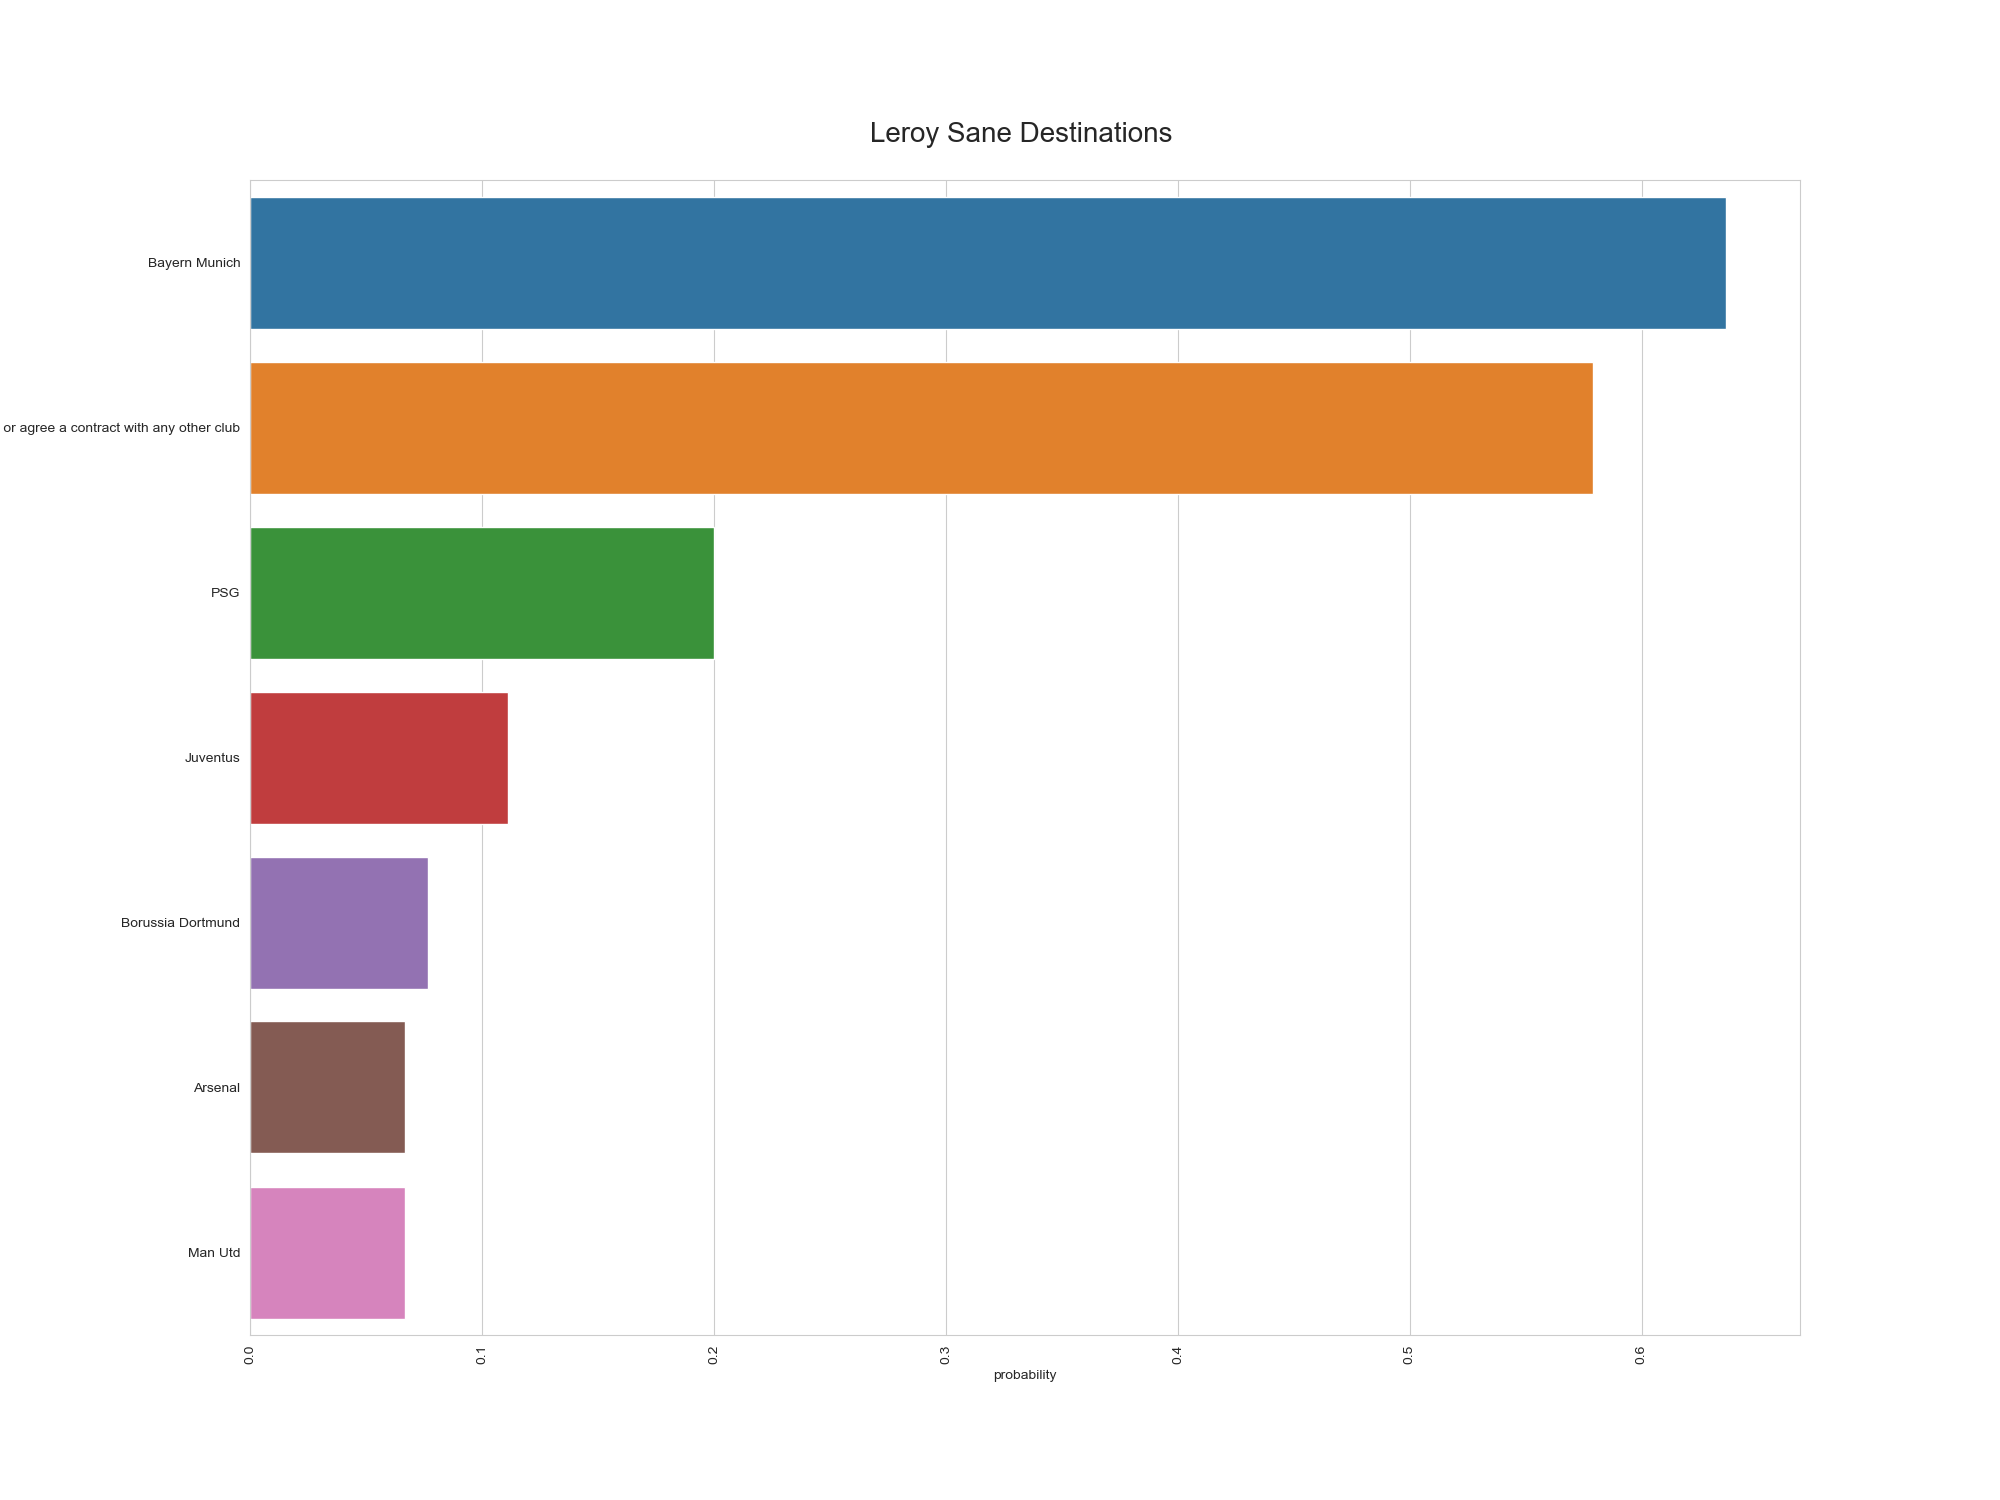 Leroy Sane Destinations
Bayern Munich
or agree a contract with any other club
PSG
Juventus
Borussia Dortmund
Arsenal
Man Utd
0.0
0.1
0.2
0.3
0.4
0.5
0.6
probability